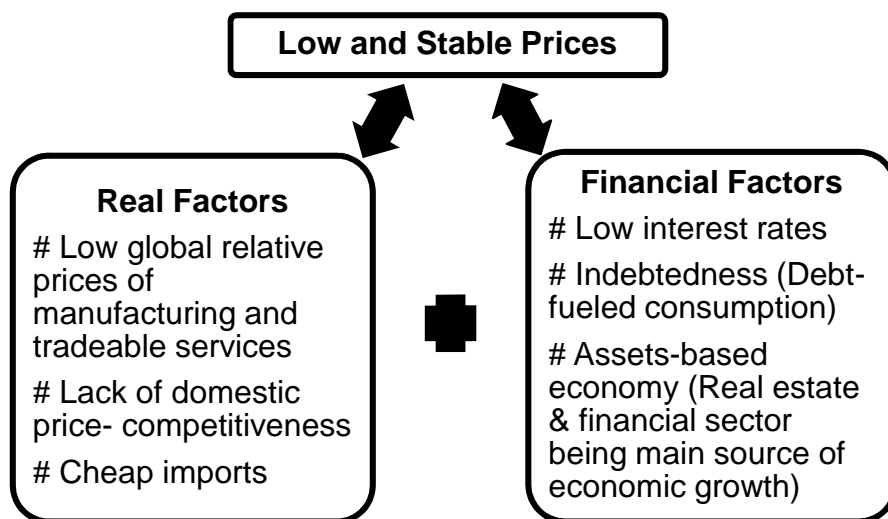 Low and Stable Prices
Real Factors
# Low global relative
prices of
manufacturing and
tradeable services
# Lack of domestic
price- competitiveness
# Cheap imports
Financial Factors
# Low interest rates
# Indebtedness (Debt-
fueled consumption)
# Assets-based
economy (Real estate
& financial sector
being main source of
economic growth)